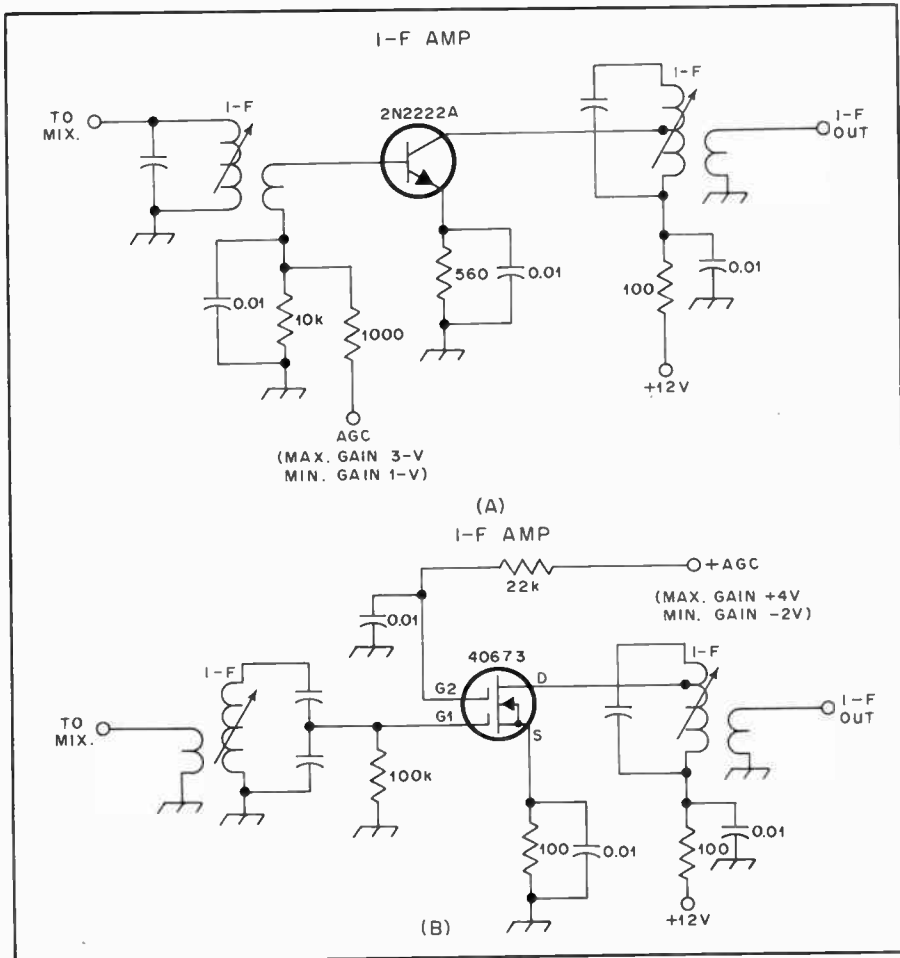 I-F AMP
2N2222A
I-F
I-F
TO
MIX.
I-F
OUT
0.01
10k
1000
560
0.01
100
0.01
+12V
AGC
(MAX. GAIN 3-V
MIN. GAIN 1-V)
(A)
I-F AMP
22k
+AGC
(MAX. GAIN +4V
MIN. GAIN -2V)
0.01
40673
I-F
I-F
G2
D
G1
S
TO
MIX.
I-F
OUT
100k
100
0.01
100
0.01
+12V
(B)